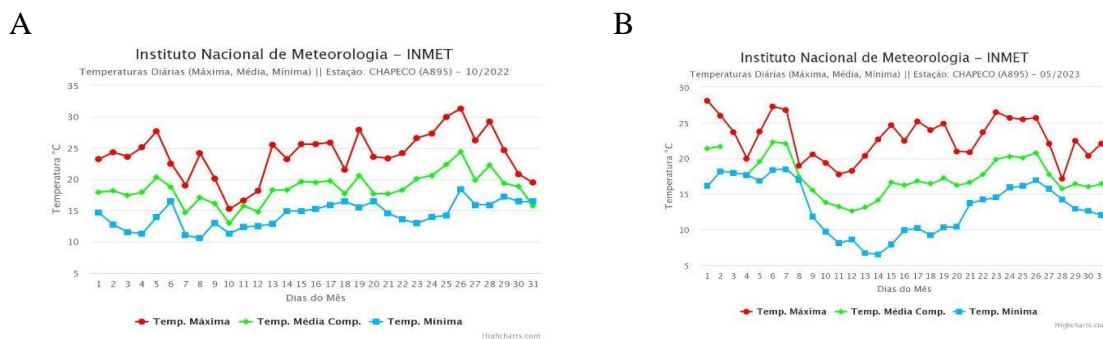 A
Instituto Nacional de Meteorologia – INMET
Temperaturas Diárias (Máxima, Média, Mínima) || Estação: CHAPECO (A895) – 10/2022
Temperatura °C
35
30
25
20
15
10
5
1 2 3 4 5 6 7 8 9 10 11 12 13 14 15 16 17 18 19 20 21 22 23 24 25 26 27 28 29 30 31
Dias do Mês
Temp. Máxima Temp. Média Comp. Temp. Mínima
Highcharts.com
B
Instituto Nacional de Meteorologia – INMET
Temperaturas Diárias (Máxima, Média, Mínima) || Estação: CHAPECO (A895) – 05/2023
Temperatura °C
30
25
20
15
10
5
1 2 3 4 5 6 7 8 9 10 11 12 13 14 15 16 17 18 19 20 21 22 23 24 25 26 27 28 29 30 3
Dias do Mês
Temp. Máxima Temp. Média Comp. Temp. Mínima
Highcharts.co